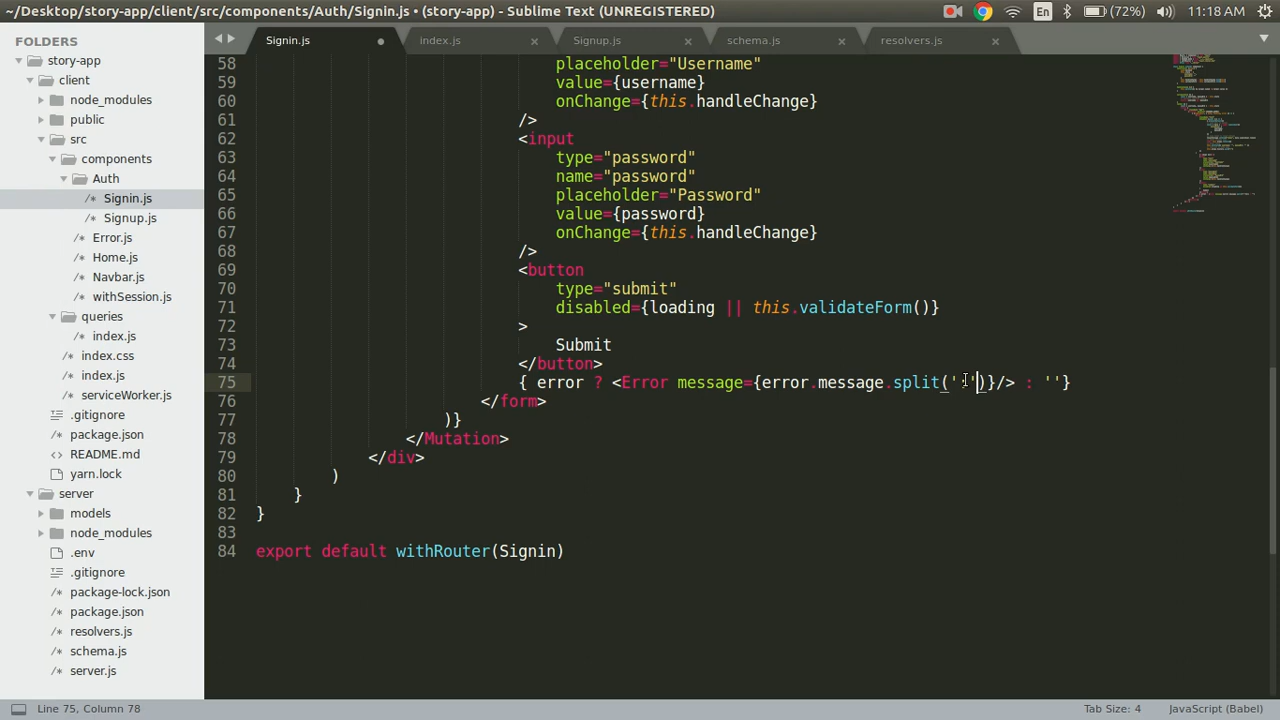 ~/Desktop/story-app/client/src/components/Auth/Signin.js • (story-app) - Sublime Text (UNREGISTERED)
En (72%) 11:18 AM
FOLDERS
story-app
client
node_modules
public
src
components
Auth
Signin.js
Signup.js
Error.js
Home.js
Navbar.js
withSession.js
queries
index.js
index.css
index.js
serviceWorker.js
.gitignore
package.json
README.md
yarn.lock
server
models
node_modules
.env
.gitignore
package-lock.json
package.json
resolvers.js
schema.js
server.js
Signin.js index.js Signup.js schema.js resolvers.js
58 placeholder="Username"
59 value={username}
60 onChange={this.handleChange}
61 />
62 <input
63 type="password"
64 name="password"
65 placeholder="Password"
66 value={password}
67 onChange={this.handleChange}
68 />
69 <button
70 type="submit"
71 disabled={loading || this.validateForm()}
72 >
73 Submit
74 </button>
75 { error ? <Error message={error.message.split(':')}/> : ''}
76 </form>
77 )}
78 </Mutation>
79 </div>
80 )
81 }
82 }
83
84 export default withRouter(Signin)
Line 75, Column 78 Tab Size: 4 JavaScript (Babel)